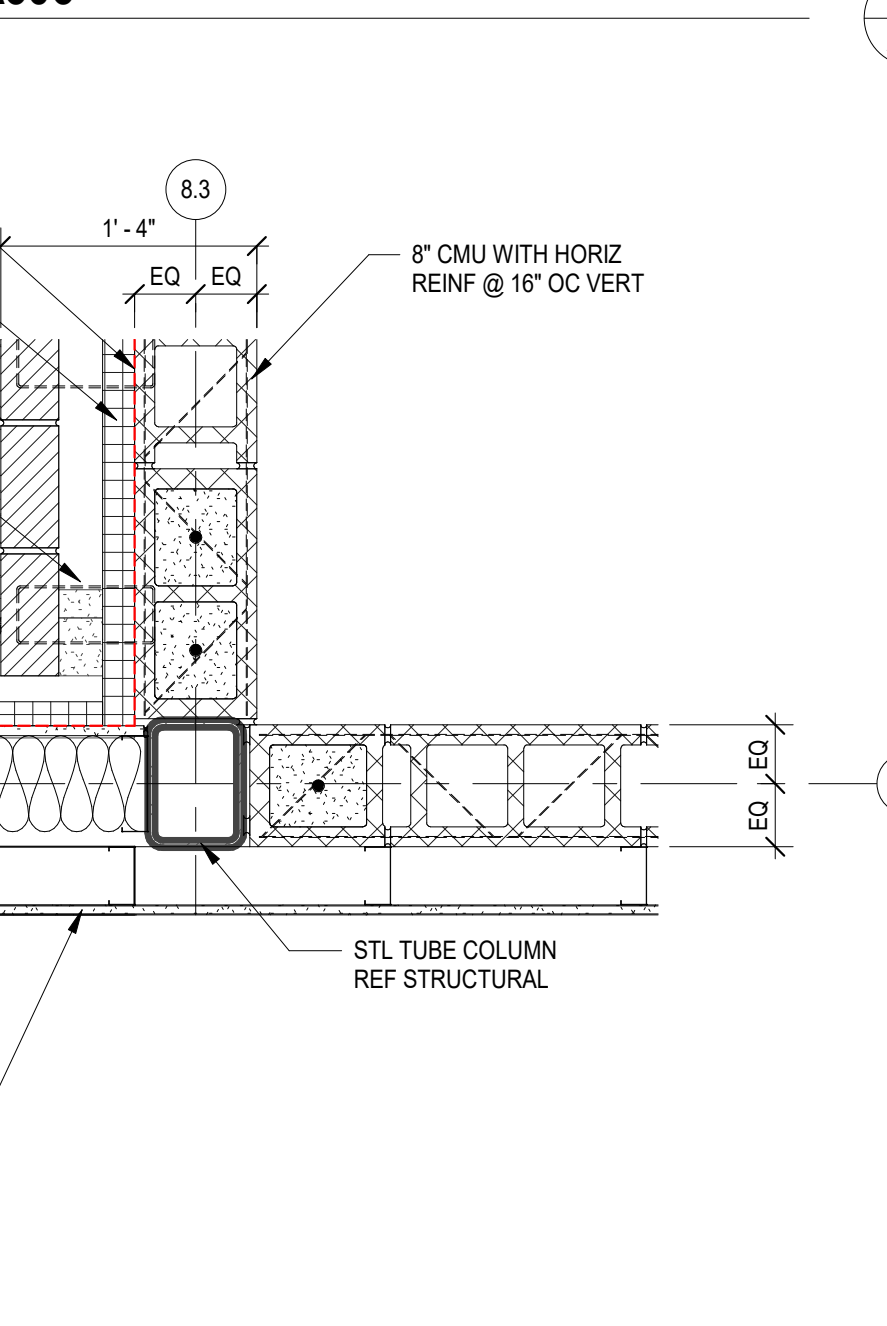 8.3
1' - 4"
EQ
EQ
8" CMU WITH HORIZ
REINF @ 16" OC VERT
EQ
EQ
STL TUBE COLUMN
REF STRUCTURAL